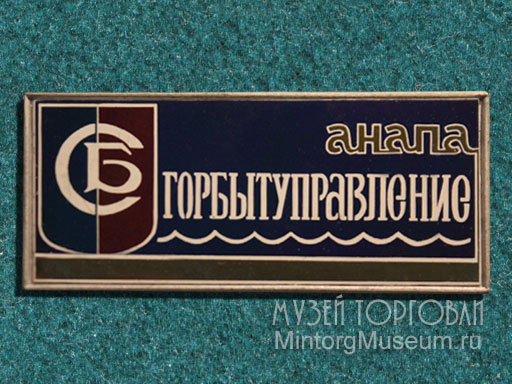 анапа
СБ
ГОРБЫТУПРАВЛЕНИЕ
МУЗЕЙ ТОРГОВЛИ
MintorgMuseum.ru